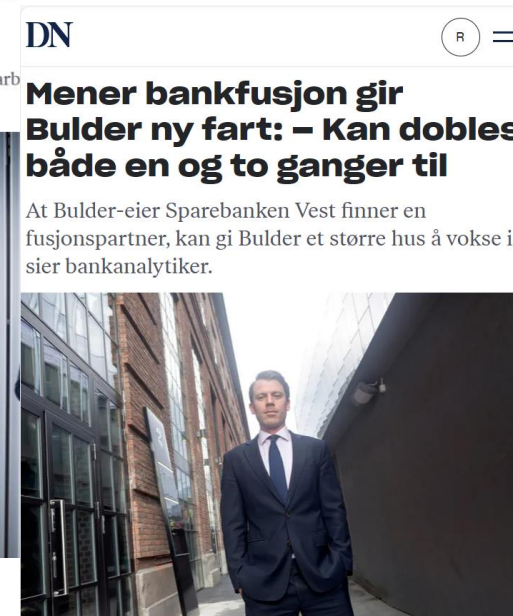 DN
R
arb
Mener bankfusjon gir
Bulder ny fart: – Kan dobles
både en og to ganger til
At Bulder-eier Sparebanken Vest finner en
fusjonspartner, kan gi Bulder et større hus å vokse i
sier bankanalytiker.